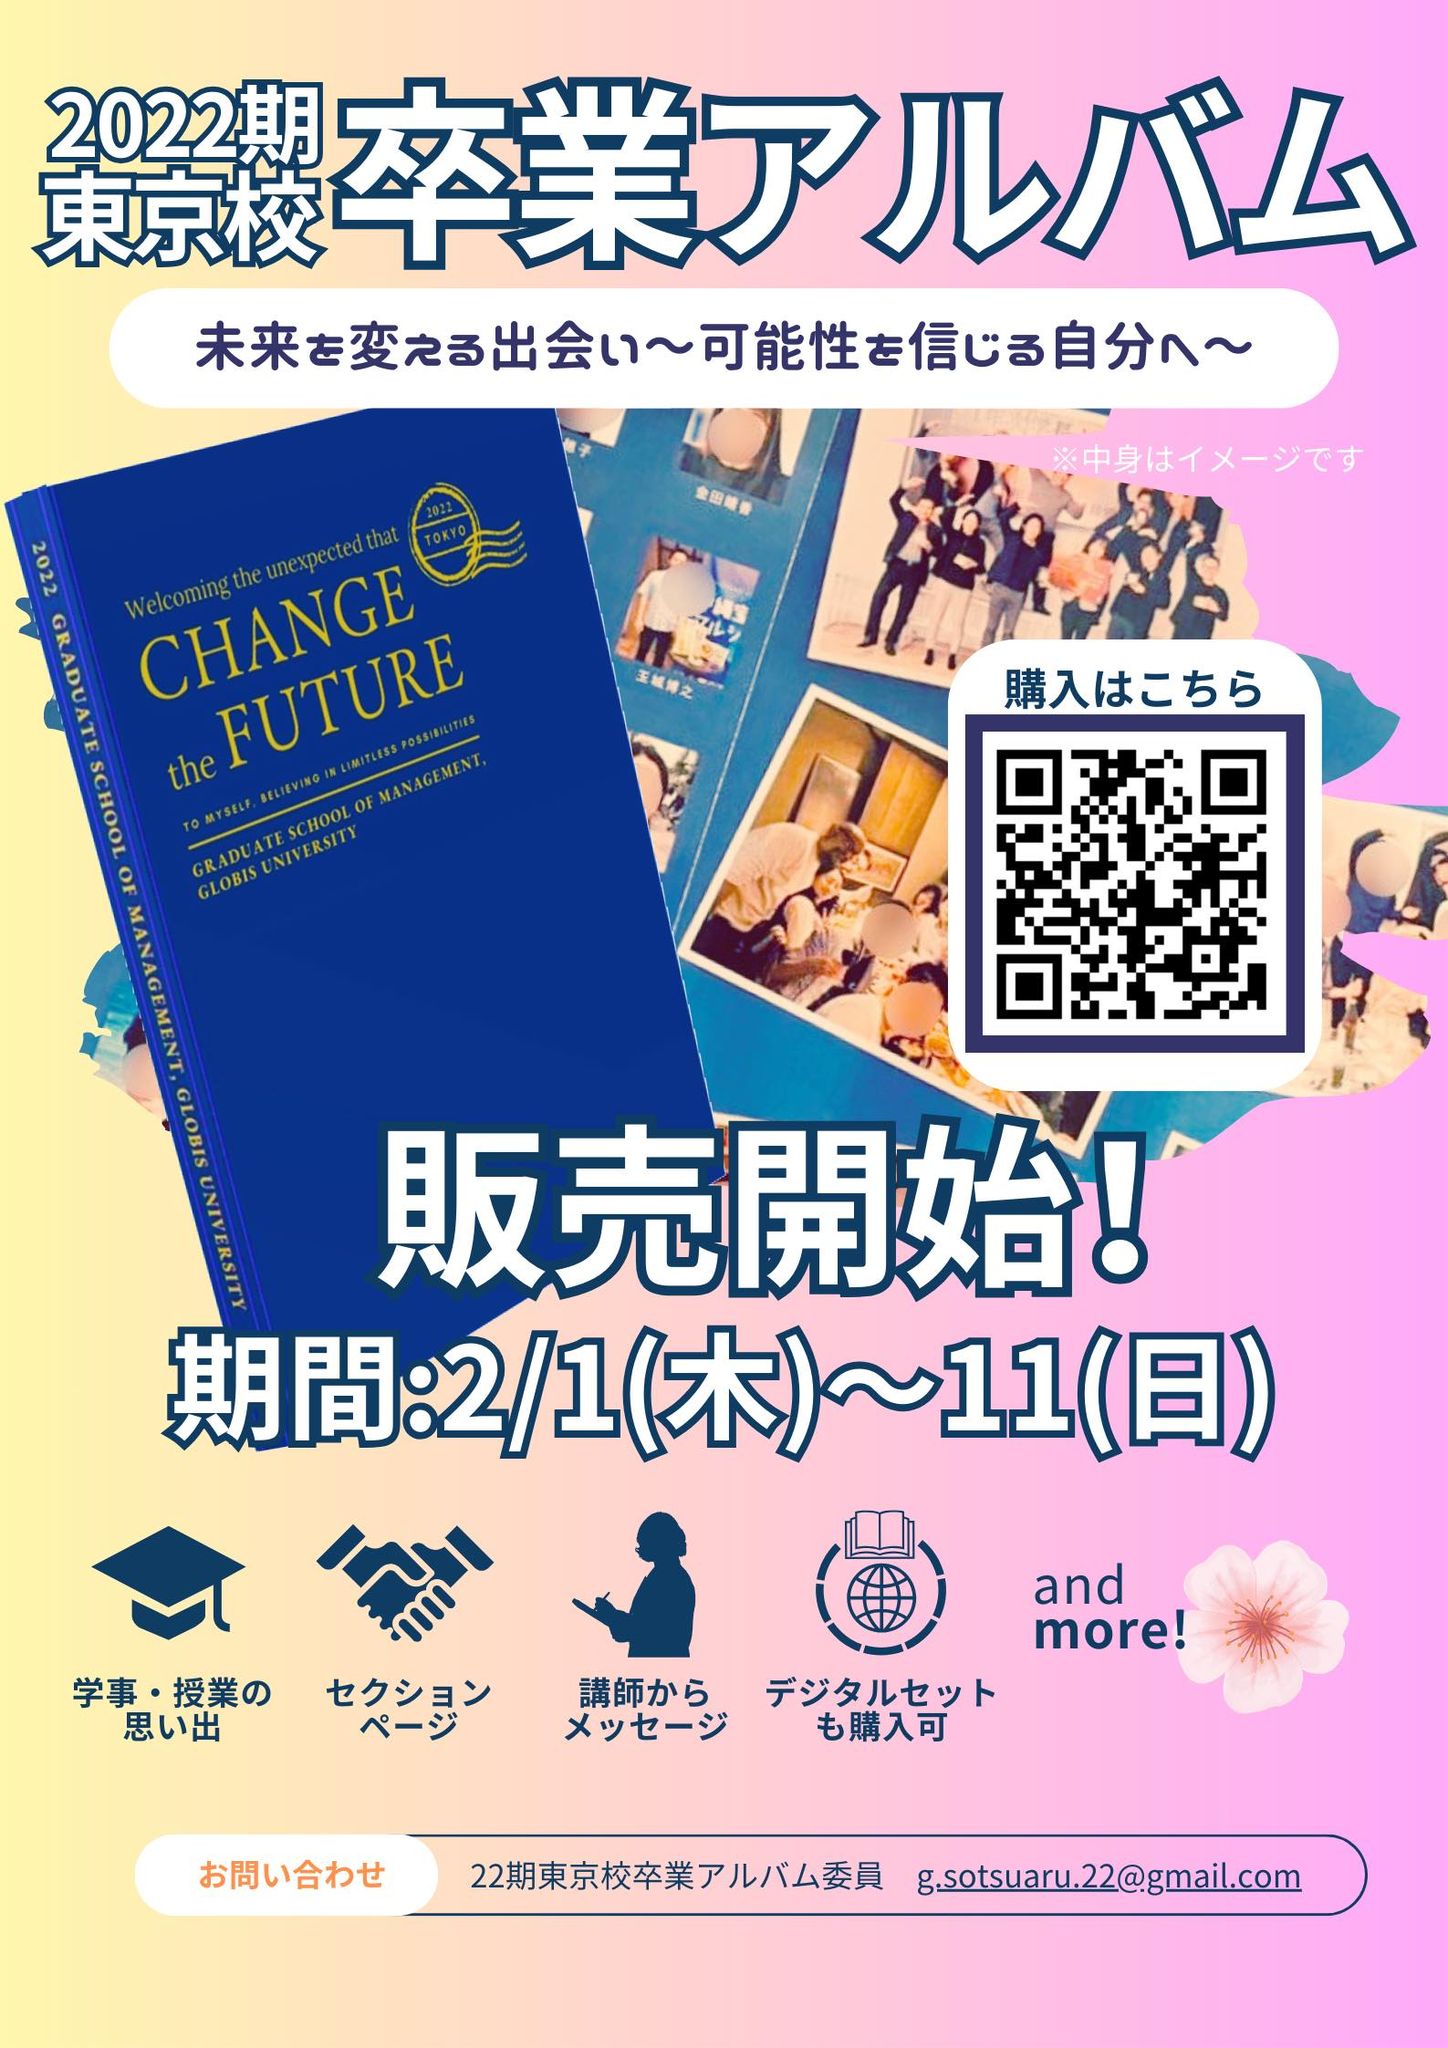 2022期
東京校
卒業アルバム
未来を変える出会い〜可能性を信じる自分へ〜
※中身はイメージです
2022
TOKYO
Welcoming the unexpected that
CHANGE
the FUTURE
TO MYSELF, BELIEVING IN LIMITLESS POSSIBILITIES
GRADUATE SCHOOL OF MANAGEMENT,
GLOBIS UNIVERSITY
2022 GRADUATE SCHOOL OF MANAGEMENT, GLOBIS UNIVERSITY
購入はこちら
販売開始!
期間:2/1(木)〜11(日)
学事・授業の
思い出
セクション
ページ
講師から
メッセージ
デジタルセット
も購入可
and
more!
お問い合わせ
22期東京校卒業アルバム委員 g.sotsuaru.22@gmail.com